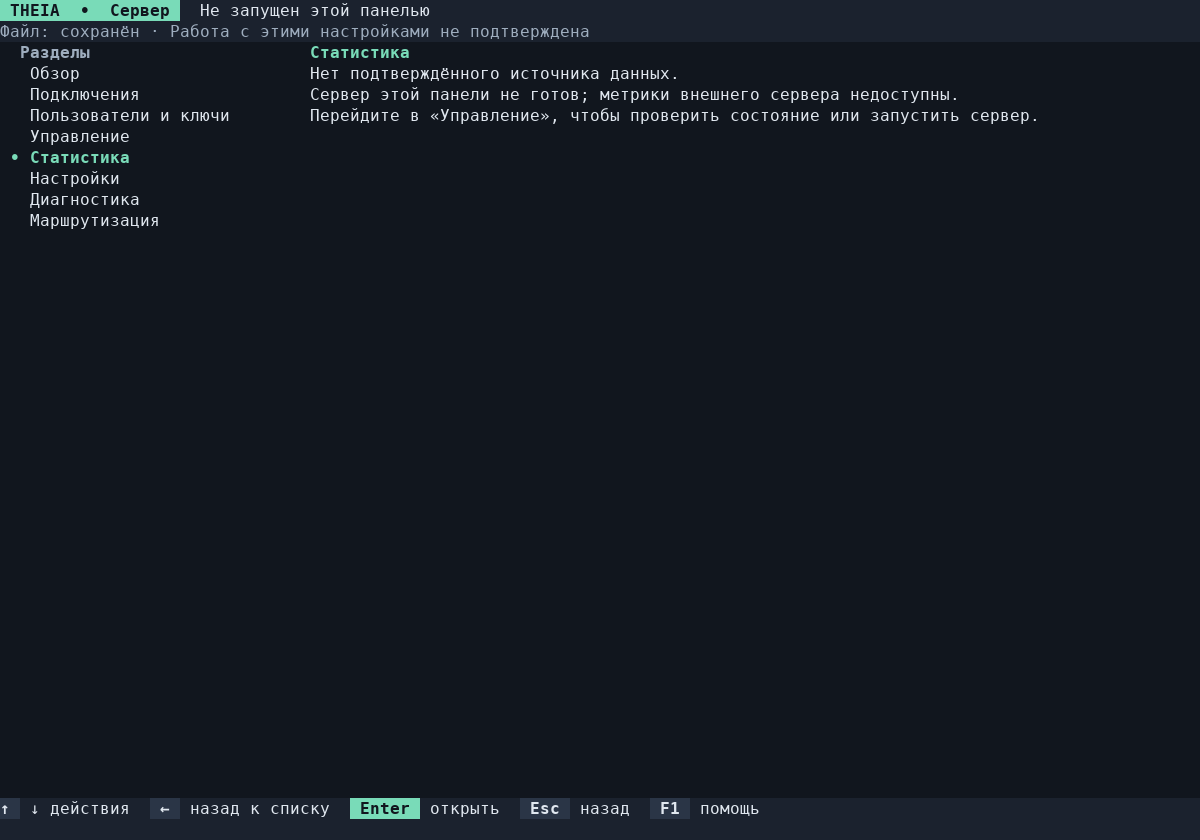 THEIA • Сервер Не запущен этой панелью
Файл: сохранён · Работа с этими настройками не подтверждена
Разделы
Обзор
Подключения
Пользователи и ключи
Управление
• Статистика
Настройки
Диагностика
Маршрутизация
Статистика
Нет подтверждённого источника данных.
Сервер этой панели не готов; метрики внешнего сервера недоступны.
Перейдите в «Управление», чтобы проверить состояние или запустить сервер.
↑ ↓ действия ← назад к списку Enter открыть Esc назад F1 помощь